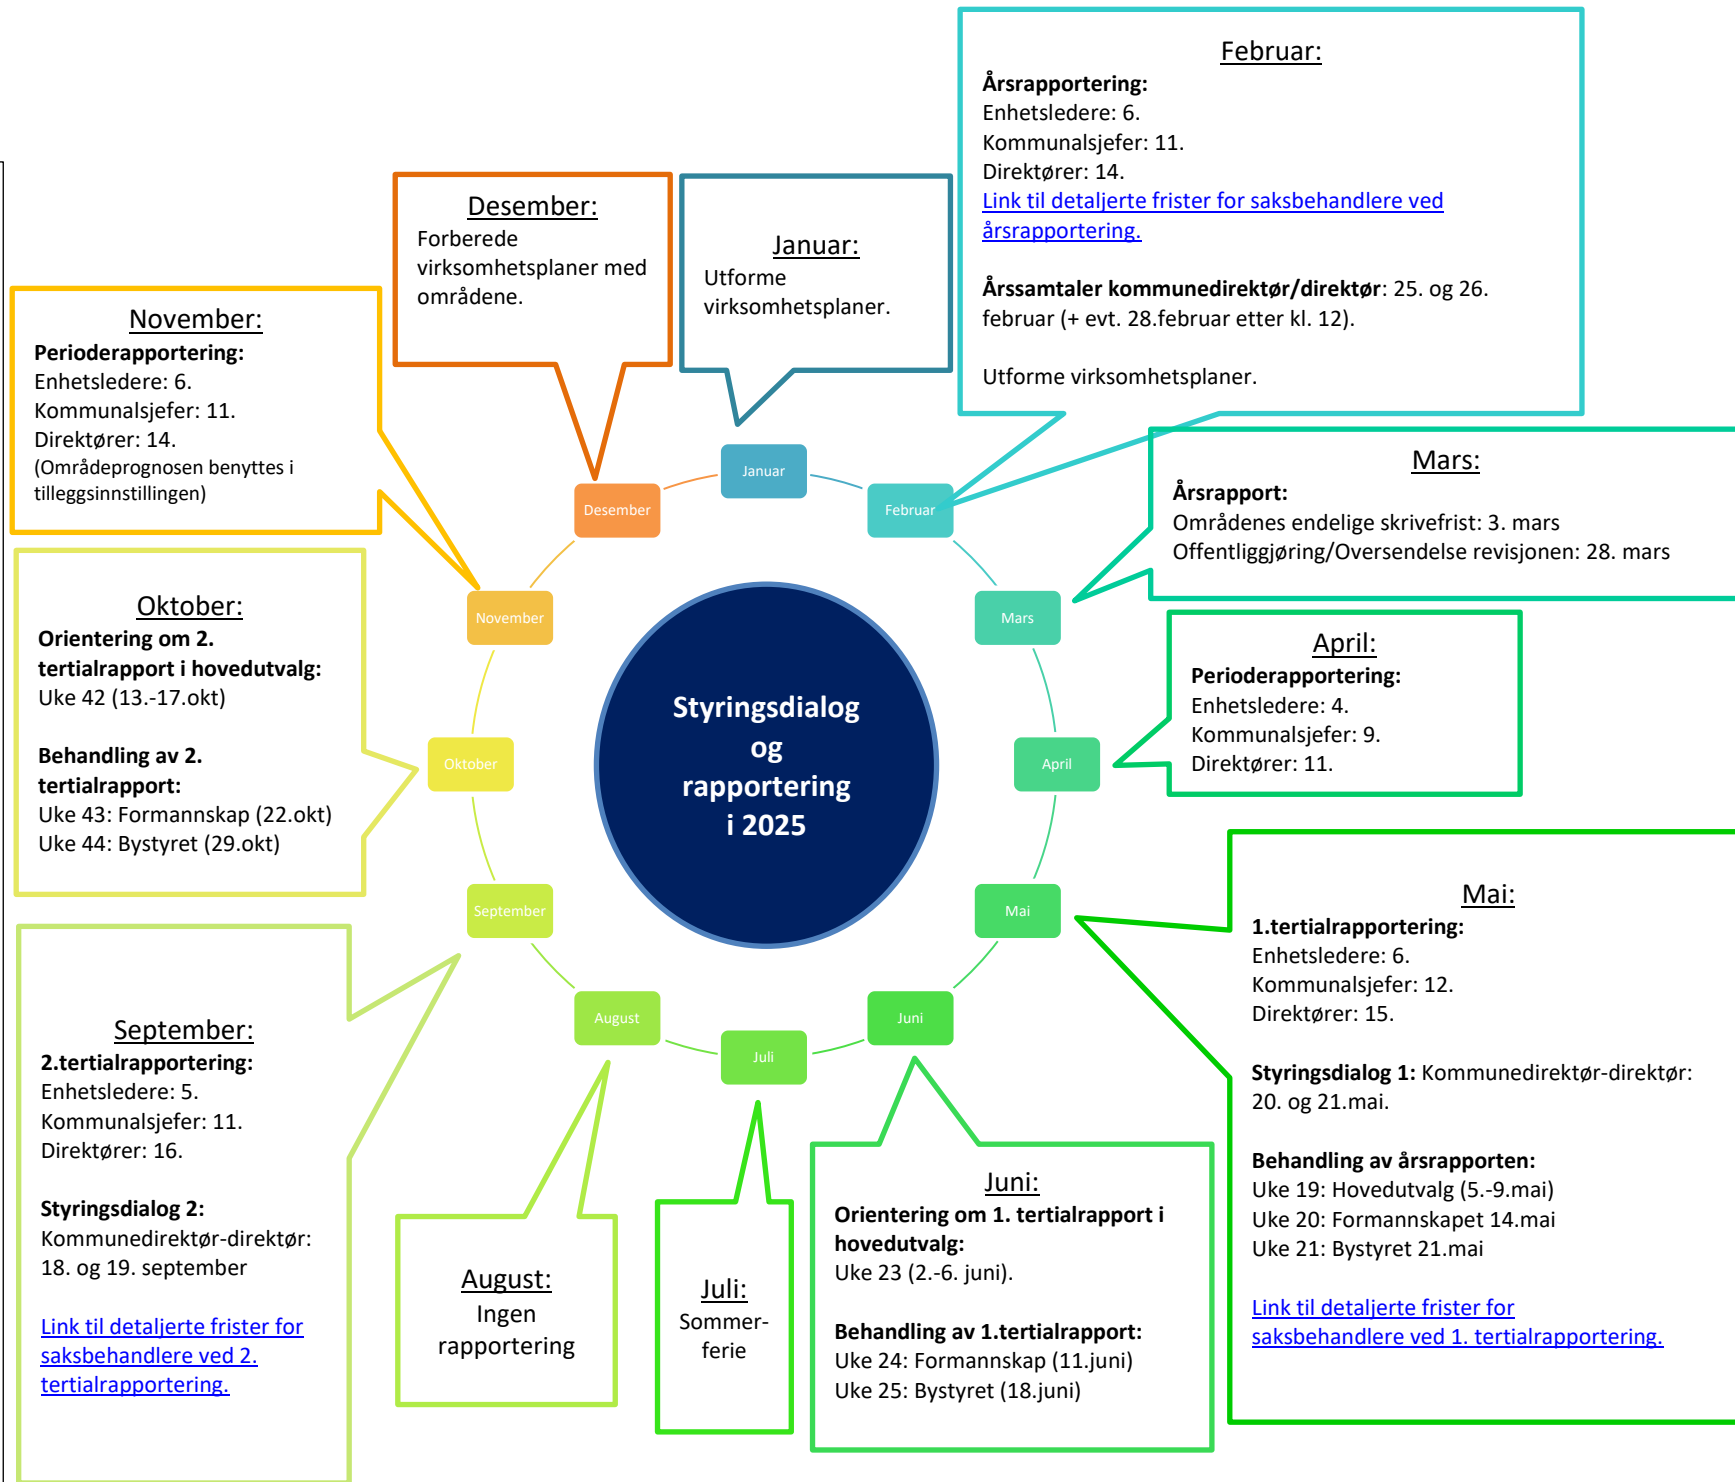 Februar:
Årsrapportering:
Enhetsledere: 6.
Kommunalsjefer: 11.
Direktører: 14.
Link til detaljerte frister for saksbehandlere ved
årsrapportering.
Årssamtaler kommunedirektør/direktør: 25. og 26.
februar (+ evt. 28.februar etter kl. 12).
Utforme virksomhetsplaner.
Desember:
Forberede
virksomhetsplaner med
områdene.
Januar:
Utforme
virksomhetsplaner.
November:
Perioderapportering:
Enhetsledere: 6.
Kommunalsjefer: 11.
Direktører: 14.
(Områdeprognosen benyttes i
tilleggsinnstillingen)
Mars:
Årsrapport:
Områdenes endelige skrivefrist: 3. mars
Offentliggjøring/Oversendelse revisjonen: 28. mars
Januar
Desember
Februar
November
Mars
Oktober
April
September
Mai
August
Juni
Juli
Styringsdialog
og
rapportering
i 2025
Oktober:
Orientering om 2.
tertialrapport i hovedutvalg:
Uke 42 (13.-17.okt)
Behandling av 2.
tertialrapport:
Uke 43: Formannskap (22.okt)
Uke 44: Bystyret (29.okt)
April:
Perioderapportering:
Enhetsledere: 4.
Kommunalsjefer: 9.
Direktører: 11.
Mai:
1.tertialrapportering:
Enhetsledere: 6.
Kommunalsjefer: 12.
Direktører: 15.
Styringsdialog 1: Kommunedirektør-direktør:
20. og 21.mai.
Behandling av årsrapporten:
Uke 19: Hovedutvalg (5.-9.mai)
Uke 20: Formannskapet 14.mai
Uke 21: Bystyret 21.mai
Link til detaljerte frister for
saksbehandlere ved 1. tertialrapportering.
September:
2.tertialrapportering:
Enhetsledere: 5.
Kommunalsjefer: 11.
Direktører: 16.
Styringsdialog 2:
Kommunedirektør-direktør:
18. og 19. september
Link til detaljerte frister for
saksbehandlere ved 2.
tertialrapportering.
August:
Ingen
rapportering
Juli:
Sommer-
ferie
Juni:
Orientering om 1. tertialrapport i
hovedutvalg:
Uke 23 (2.-6. juni).
Behandling av 1.tertialrapport:
Uke 24: Formannskap (11.juni)
Uke 25: Bystyret (18.juni)